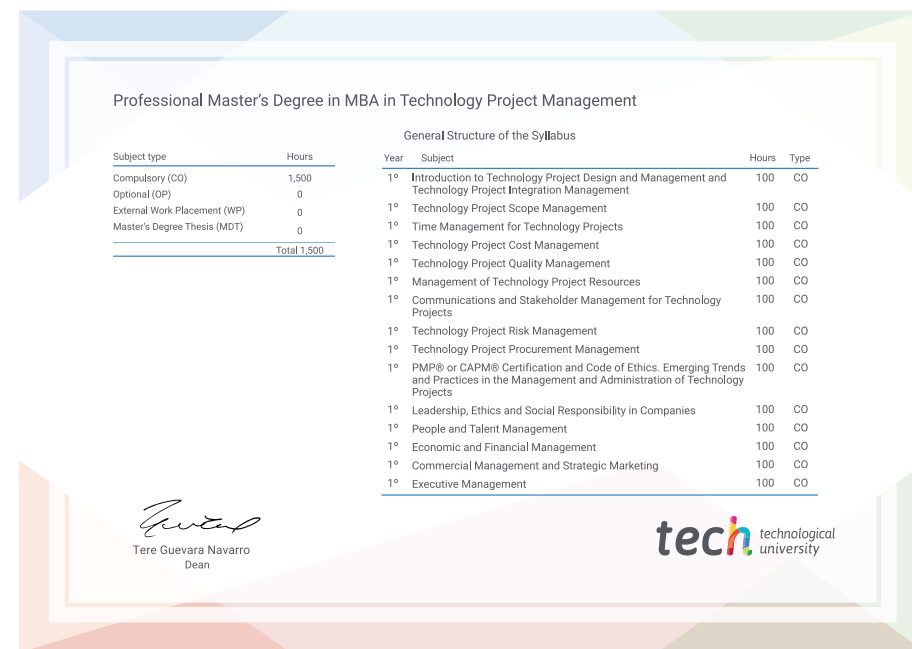 Professional Master's Degree in MBA in Technology Project Management
General Structure of the Syllabus
Subject type Hours
Compulsory (CO) 1,500
Optional (OP) 0
External Work Placement (WP) 0
Master's Degree Thesis (MDT) 0
Total 1,500
Year Subject Hours Type
1º Introduction to Technology Project Design and Management and 100 CO
Technology Project Integration Management
1º Technology Project Scope Management 100 CO
1º Time Management for Technology Projects 100 CO
1º Technology Project Cost Management 100 CO
1º Technology Project Quality Management 100 CO
1º Management of Technology Project Resources 100 CO
1º Communications and Stakeholder Management for Technology 100 CO
Projects
1º Technology Project Risk Management 100 CO
1º Technology Project Procurement Management 100 CO
1º PMP® or CAPM® Certification and Code of Ethics. Emerging Trends 100 CO
and Practices in the Management and Administration of Technology
Projects
1º Leadership, Ethics and Social Responsibility in Companies 100 CO
1º People and Talent Management 100 CO
1º Economic and Financial Management 100 CO
1º Commercial Management and Strategic Marketing 100 CO
1º Executive Management 100 CO
Tere Guevara Navarro
Dean
tech technological
university